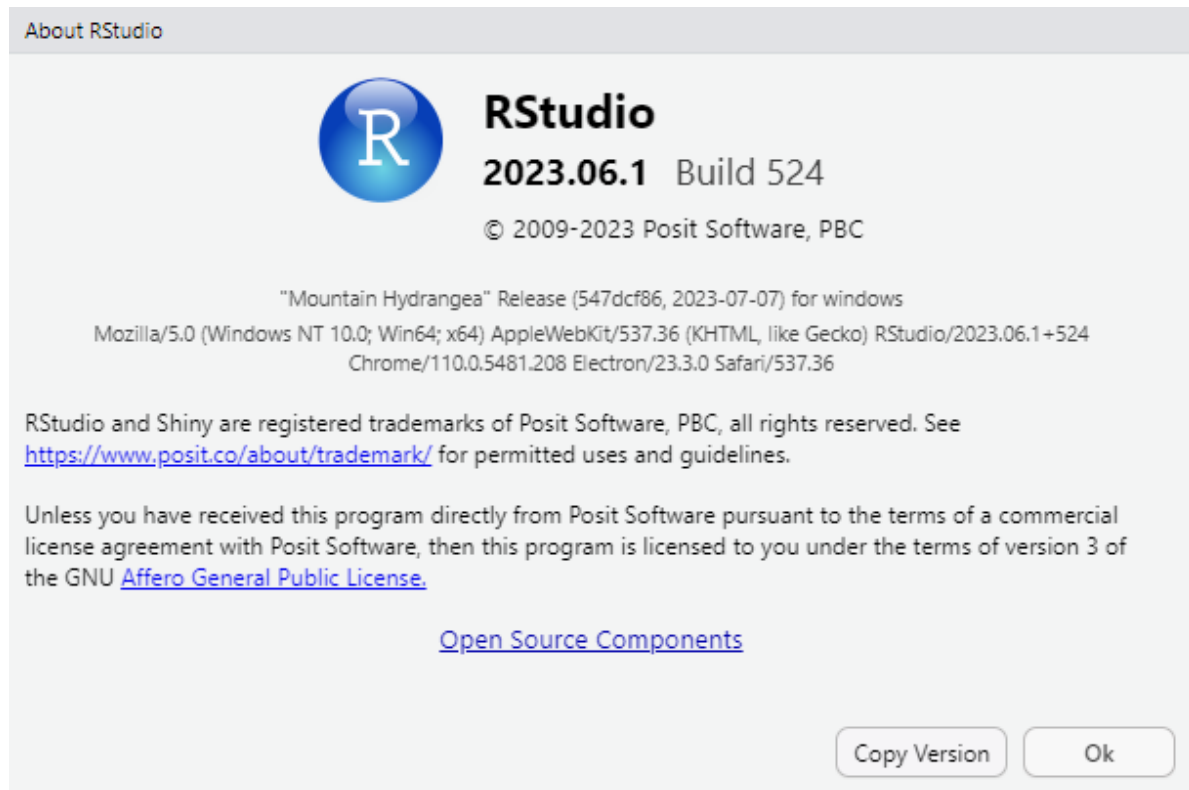 About RStudio
R
RStudio
2023.06.1 Build 524
© 2009-2023 Posit Software, PBC
"Mountain Hydrangea" Release (547dcf86, 2023-07-07) for windows
Mozilla/5.0 (Windows NT 10.0; Win64; x64) AppleWebKit/537.36 (KHTML, like Gecko) RStudio/2023.06.1+524
Chrome/110.0.5481.208 Electron/23.3.0 Safari/537.36
RStudio and Shiny are registered trademarks of Posit Software, PBC, all rights reserved. See
https://www.posit.co/about/trademark/ for permitted uses and guidelines.
Unless you have received this program directly from Posit Software pursuant to the terms of a commercial
license agreement with Posit Software, then this program is licensed to you under the terms of version 3 of
the GNU Affero General Public License.
Open Source Components
Copy Version
Ok